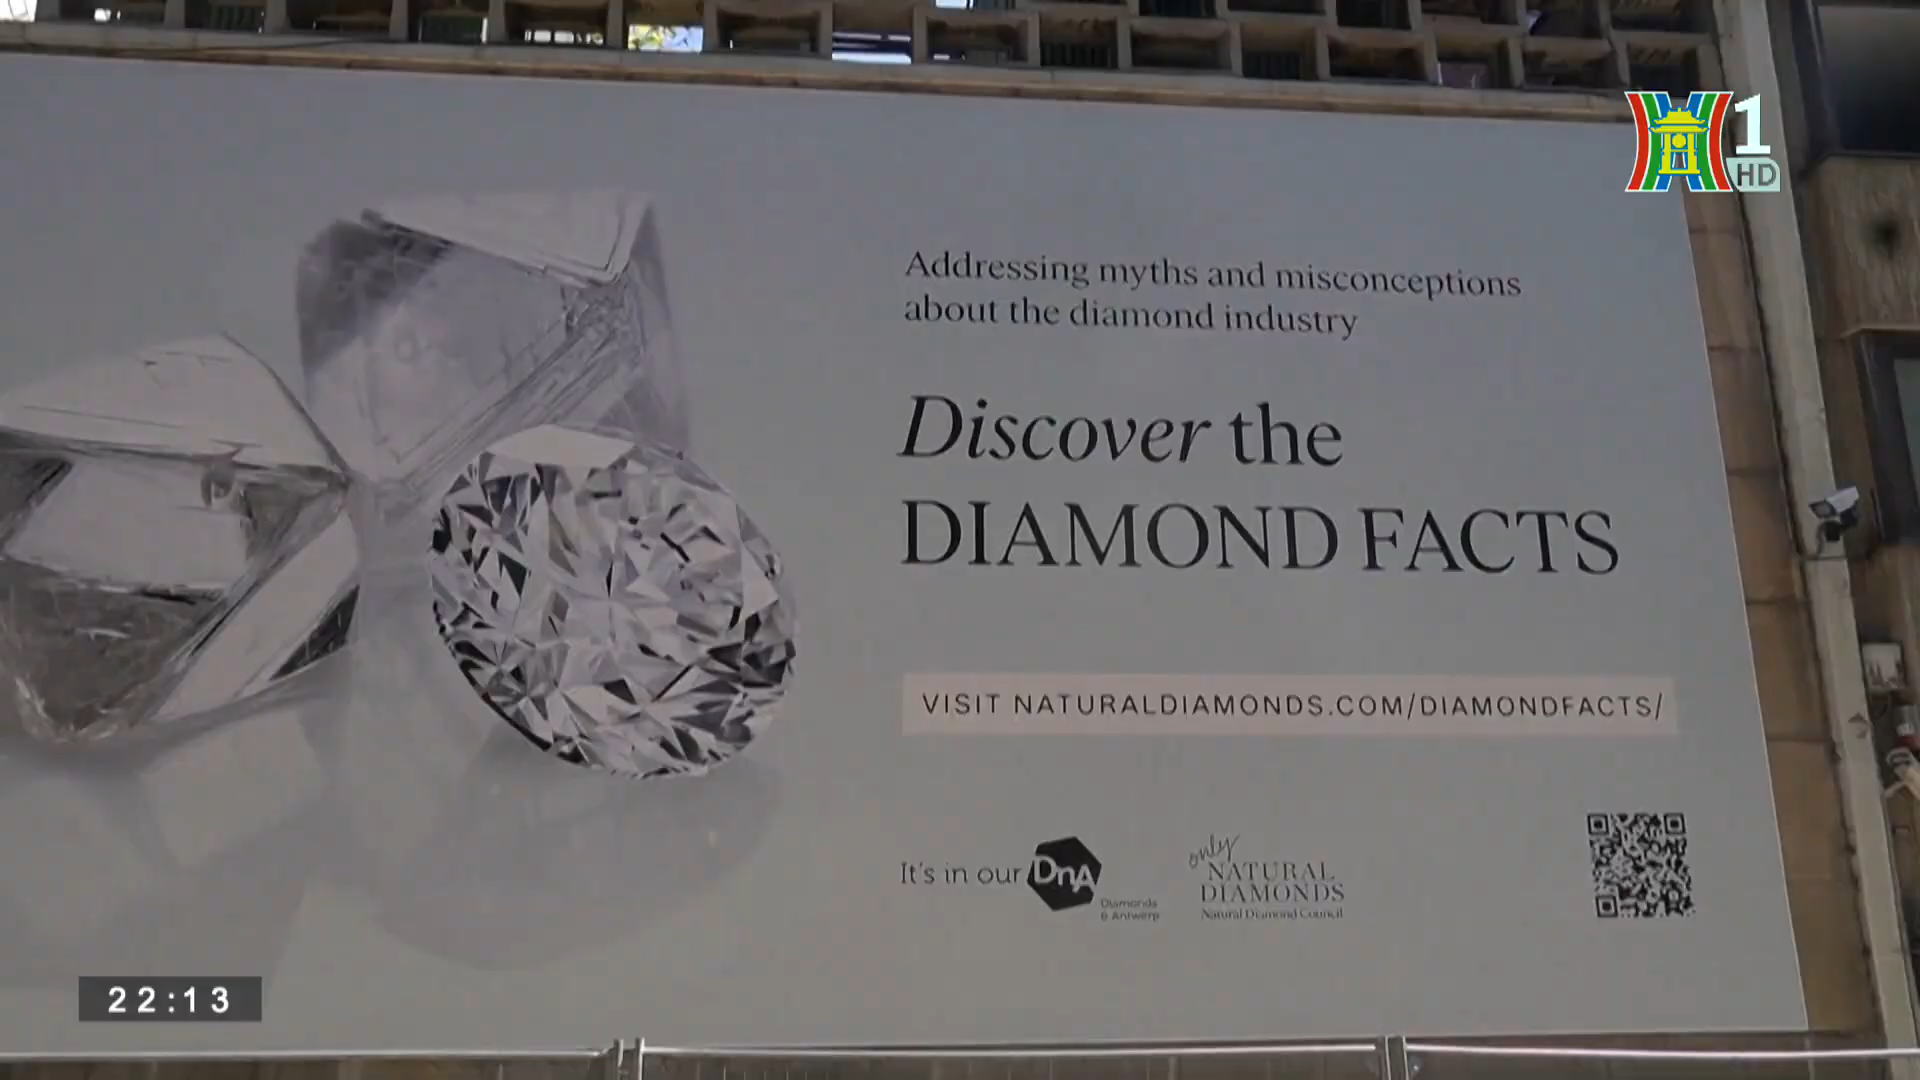 1
HD
Addressing myths and misconceptions
about the diamond industry
Discover the
DIAMOND FACTS
VISIT NATURALDIAMONDS.COM/DIAMONDFACTS/
It's in our DnA
Diamonds
& Antwerp
only
NATURAL
DIAMONDS
Natural Diamond Council
22:13